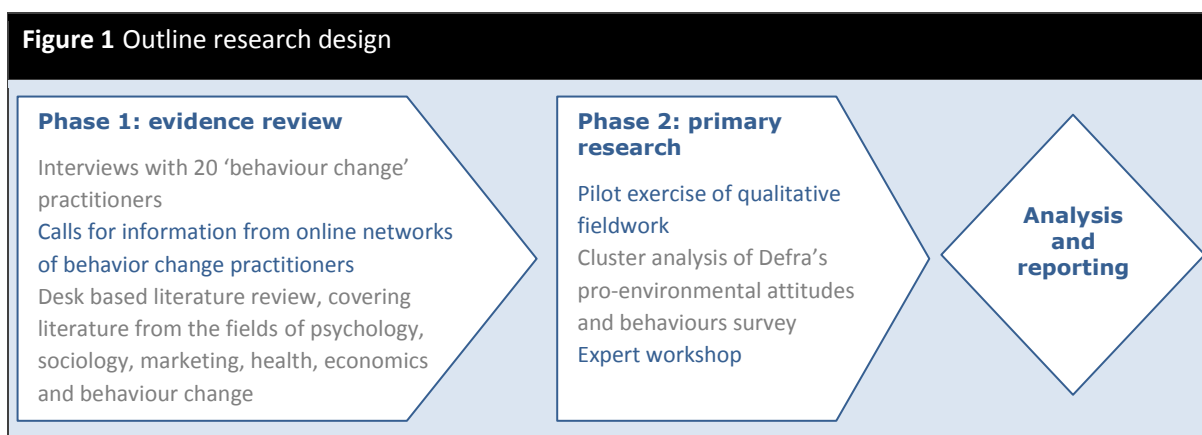 Figure 1 Outline research design
Phase 1: evidence review
Interviews with 20 ‘behaviour change’
practitioners
Calls for information from online networks
of behavior change practitioners
Desk based literature review, covering
literature from the fields of psychology,
sociology, marketing, health, economics
and behaviour change
Phase 2: primary
research
Pilot exercise of qualitative
fieldwork
Cluster analysis of Defra’s
pro-environmental attitudes
and behaviours survey
Expert workshop
Analysis
and
reporting